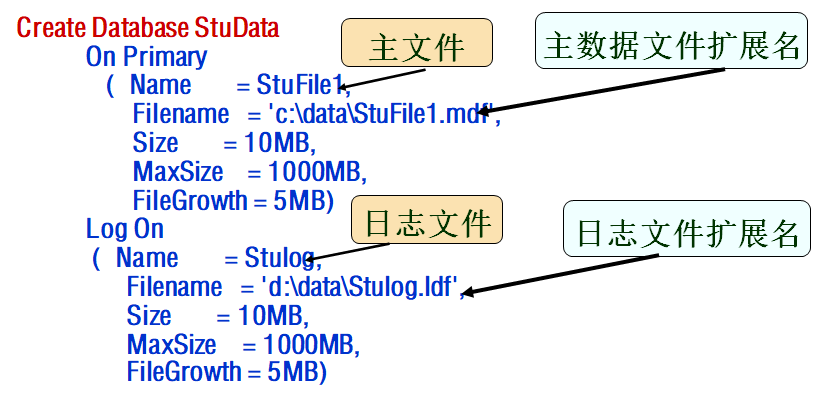 Create Database StuData
On Primary
主文件
主数据文件扩展名
( Name = StuFile1,
Filename = 'c:\data\StuFile1.mdf',
Size = 10MB,
MaxSize = 1000MB,
FileGrowth = 5MB)
Log On
日志文件
日志文件扩展名
( Name = Stulog,
Filename = 'd:\data\Stulog.ldf',
Size = 10MB,
MaxSize = 1000MB,
FileGrowth = 5MB)